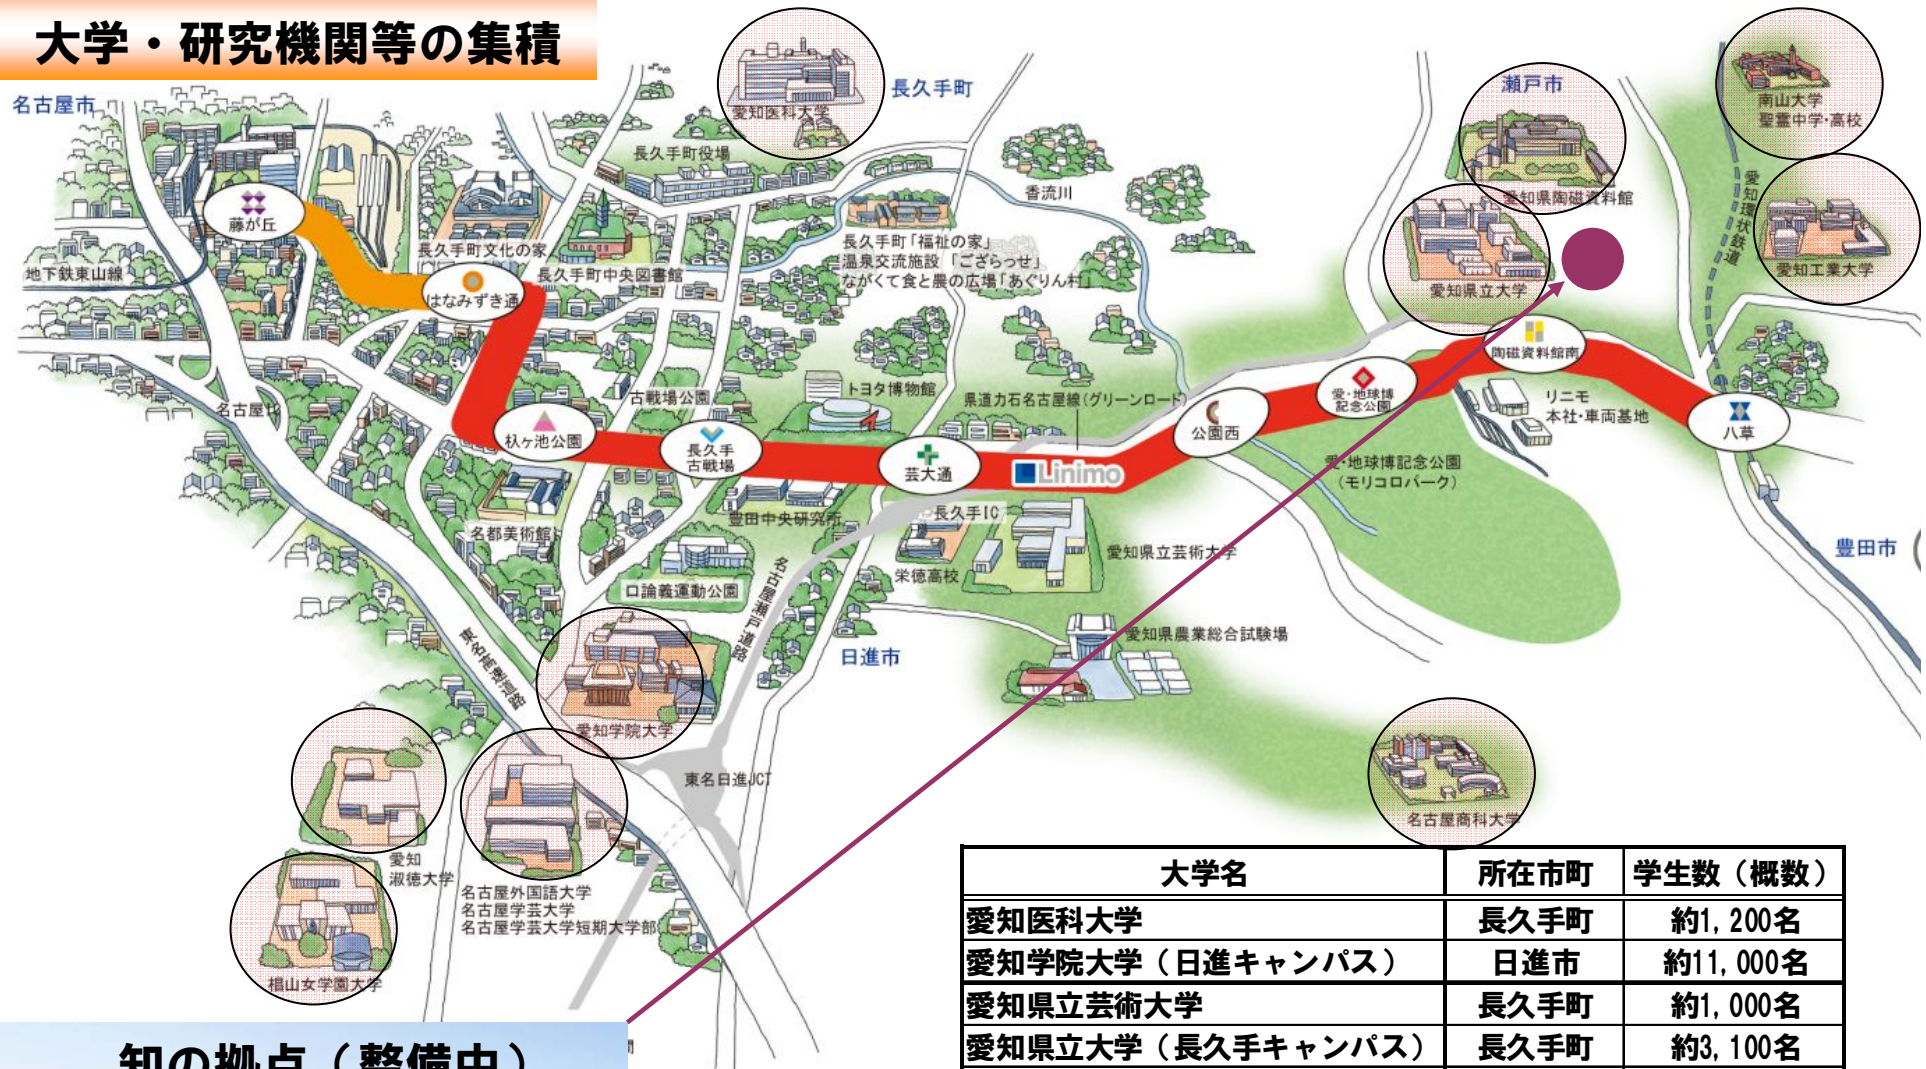 大学・研究機関等の集積
名古屋市
愛知医科大学
長久手町
瀬戸市
南山大学
聖霊中学・高校
長久手町役場
愛知県陶磁資料館
香流川
愛知環状鉄道
藤が丘
長久手町文化の家
長久手町「福祉の家」
温泉交流施設 「ござらっせ」
ながくて食と農の広場「あぐりん村」
愛知県立大学
愛知工業大学
地下鉄東山線
長久手町中央図書館
はなみずき通
陶磁資料館南
トヨタ博物館
県道力石名古屋線(グリーンロード)
愛・地球博
記念公園
リニモ
本社・車両基地
古戦場公園
杁ヶ池公園
長久手
古戦場
芸大通
Linimo
公園西
八草
愛・地球博記念公園
(モリコロパーク)
名都美術館
豊田中央研究所
長久手IC
愛知県立芸術大学
豊田市
口論義運動公園
栄徳高校
名古屋瀬戸道路
東名高速道路
日進市
愛知県農業総合試験場
愛知学院大学
東名日進JCT
名古屋商科大学
愛知
淑徳大学
名古屋外国語大学
名古屋学芸大学
名古屋学芸大学短期大学部
椙山女学園大学
知の拠点（整備中）
大学名 所在市町 学生数（概数）
愛知医科大学 長久手町 約1,200名
愛知学院大学（日進キャンパス） 日進市 約11,000名
愛知県立芸術大学 長久手町 約1,000名
愛知県立大学（長久手キャンパス） 長久手町 約3,100名